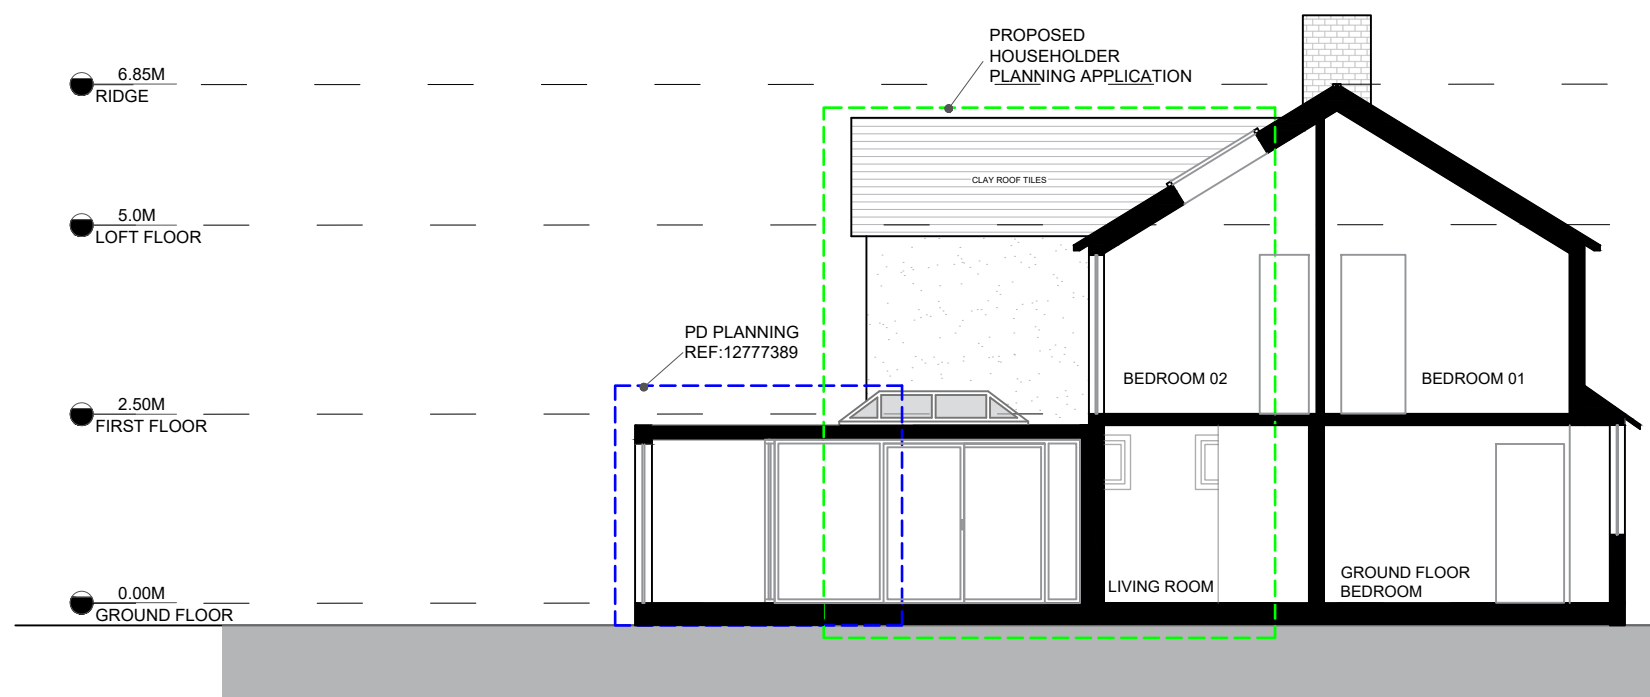 PROPOSED
HOUSEHOLDER
PLANNING APPLICATION
6.85M
RIDGE
CLAY ROOF TILES
5.0M
LOFT FLOOR
PD PLANNING
REF:12777389
BEDROOM 02
BEDROOM 01
2.50M
FIRST FLOOR
LIVING ROOM
GROUND FLOOR
BEDROOM
0.00M
GROUND FLOOR